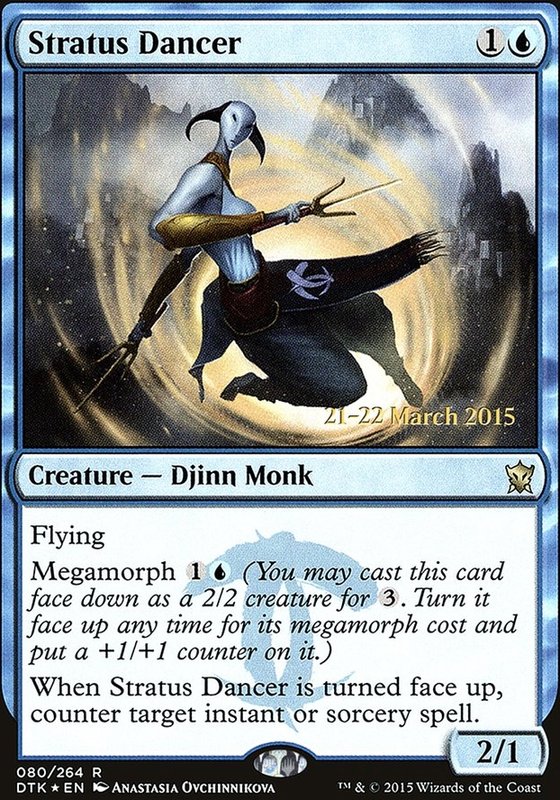 Stratus Dancer 1
21-22 March 2015
Creature — Djinn Monk
Flying
Megamorph 1 (You may cast this card
face down as a 2/2 creature for 3. Turn it
face up any time for its megamorph cost and
put a +1/+1 counter on it.)
When Stratus Dancer is turned face up,
counter target instant or sorcery spell.
2/1
080/264 R
DTK ★ EN Anastasia Ovchinnikova
™ & © 2015 Wizards of the Coast